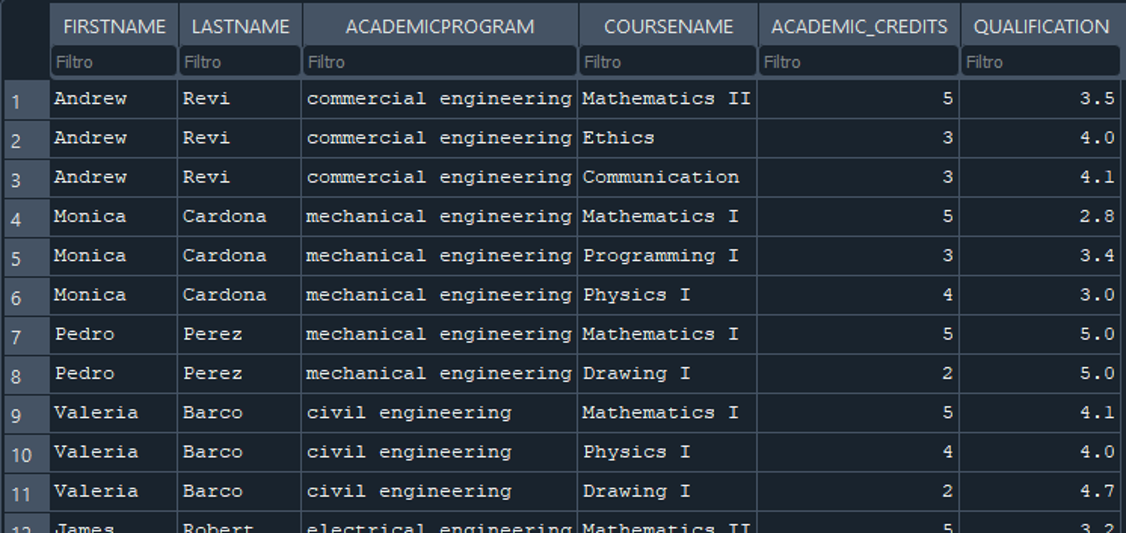 FIRSTNAME LASTNAME ACADEMICPROGRAM COURSENAME ACADEMIC_CREDITS QUALIFICATION
Filtro Filtro Filtro Filtro Filtro Filtro
1 Andrew Revi commercial engineering Mathematics II 5 3.5
2 Andrew Revi commercial engineering Ethics 3 4.0
3 Andrew Revi commercial engineering Communication 3 4.1
4 Monica Cardona mechanical engineering Mathematics I 5 2.8
5 Monica Cardona mechanical engineering Programming I 3 3.4
6 Monica Cardona mechanical engineering Physics I 4 3.0
7 Pedro Perez mechanical engineering Mathematics I 5 5.0
8 Pedro Perez mechanical engineering Drawing I 2 5.0
9 Valeria Barco civil engineering Mathematics I 5 4.1
10 Valeria Barco civil engineering Physics I 4 4.0
11 Valeria Barco civil engineering Drawing I 2 4.7
12 James Robert electrical engineering Mathematics II 5 3.2